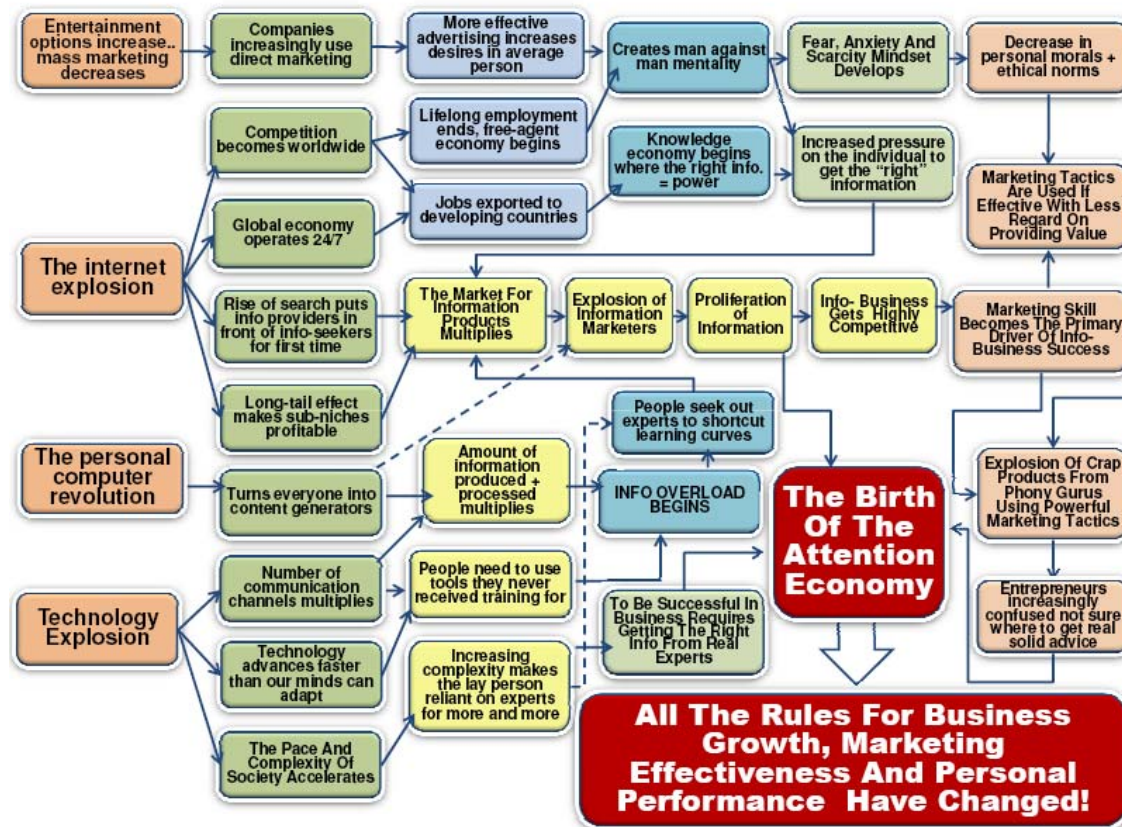 Entertainment
options increase..
mass marketing
decreases
Companies
increasingly use
direct marketing
More effective
advertising increases
desires in average
person
Creates man against
man mentality
Fear, Anxiety And
Scarcity Mindset
Develops
Decrease in
personal morals +
ethical norms
Competition
becomes worldwide
Lifelong employment
ends, free-agent
economy begins
Knowledge
economy begins
where the right info.
= power
Increased pressure
on the individual to
get the “right”
information
Marketing Tactics
Are Used If
Effective With Less
Regard On
Providing Value
Global economy
operates 24/7
Jobs exported to
developing countries
The internet
explosion
Rise of search puts
info providers in
front of info-seekers
for first time
The Market For
Information
Products
Multiplies
Explosion of
Information
Marketers
Proliferation
of
Information
Info- Business
Gets Highly
Competitive
Marketing Skill
Becomes The Primary
Driver Of Info-
Business Success
Long-tail effect
makes sub-niches
profitable
People seek out
experts to shortcut
learning curves
The personal
computer
revolution
Turns everyone into
content generators
Amount of
information
produced +
processed
multiplies
INFO OVERLOAD
BEGINS
The Birth
Of The
Attention
Economy
Explosion Of Crap
Products From
Phony Gurus
Using Powerful
Marketing Tactics
Technology
Explosion
Number of
communication
channels multiplies
People need to use
tools they never
received training for
To Be Successful In
Business Requires
Getting The Right
Info From Real
Experts
Entrepreneurs
increasingly
confused not sure
where to get real
solid advice
Technology
advances faster
than our minds can
adapt
Increasing
complexity makes
the lay person
reliant on experts
for more and more
The Pace And
Complexity Of
Society Accelerates
All The Rules For Business
Growth, Marketing
Effectiveness And Personal
Performance Have Changed!